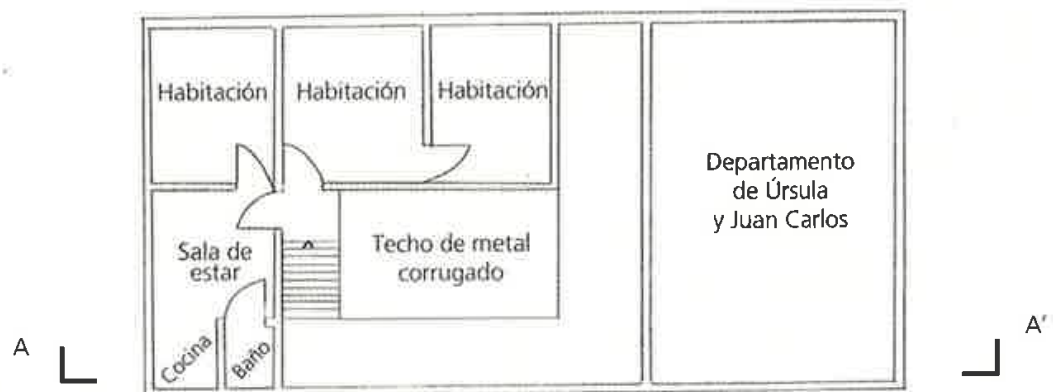 Habitación
Habitación
Habitación
Departamento
de Úrsula
y Juan Carlos
Sala de
estar
Techo de metal
corrugado
Cocina
Baño
A
A'